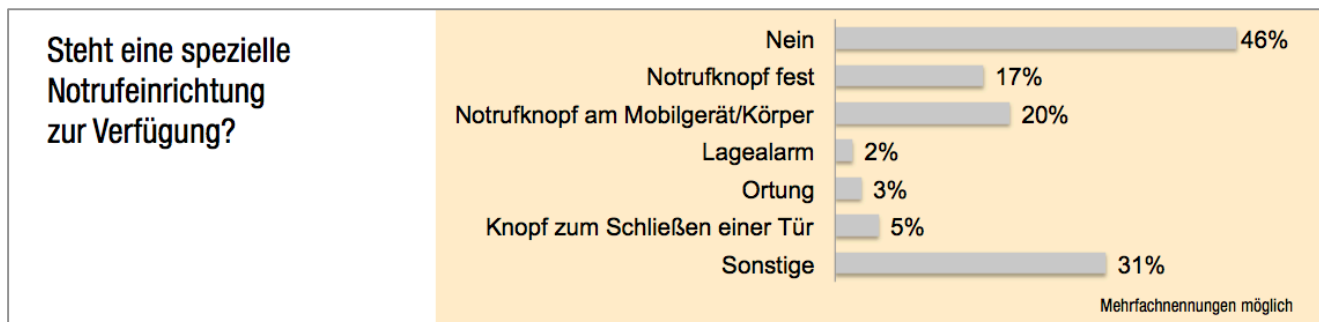 Steht eine spezielle
Notrufeinrichtung
zur Verfügung?
Nein 46%
Notrufknopf fest 17%
Notrufknopf am Mobilgerät/Körper 20%
Lagealarm 2%
Ortung 3%
Knopf zum Schließen einer Tür 5%
Sonstige 31%
Mehrfachnennungen möglich